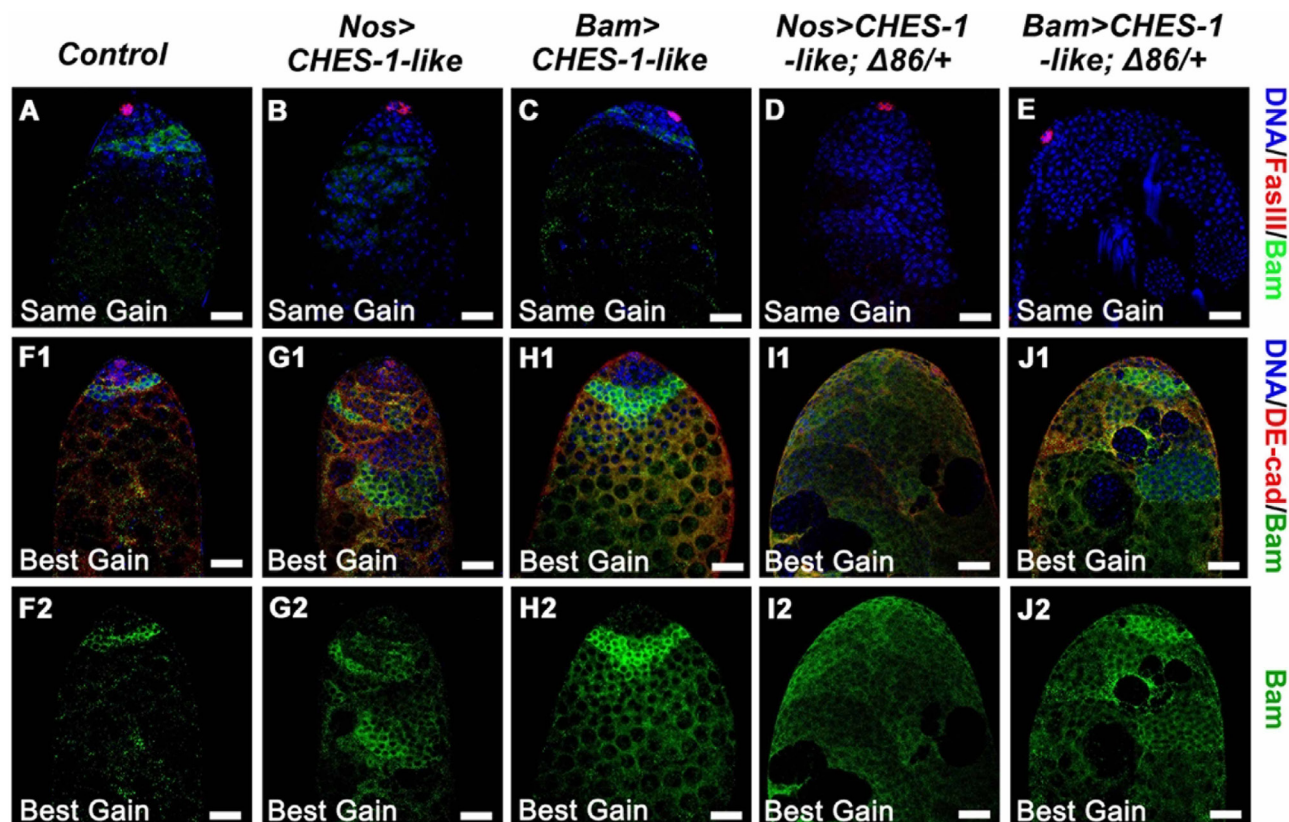 Control
Nos>
CHES-1-like
Bam>
CHES-1-like
Nos>CHES-1
-like; Δ86/+
Bam>CHES-1
-like; Δ86/+
A
Same Gain
B
Same Gain
C
Same Gain
D
Same Gain
E
Same Gain
DNA/FasIII/Bam
F1
Best Gain
G1
Best Gain
H1
Best Gain
I1
Best Gain
J1
Best Gain
DNA/DE-cad/Bam
F2
Best Gain
G2
Best Gain
H2
Best Gain
I2
Best Gain
J2
Best Gain
Bam